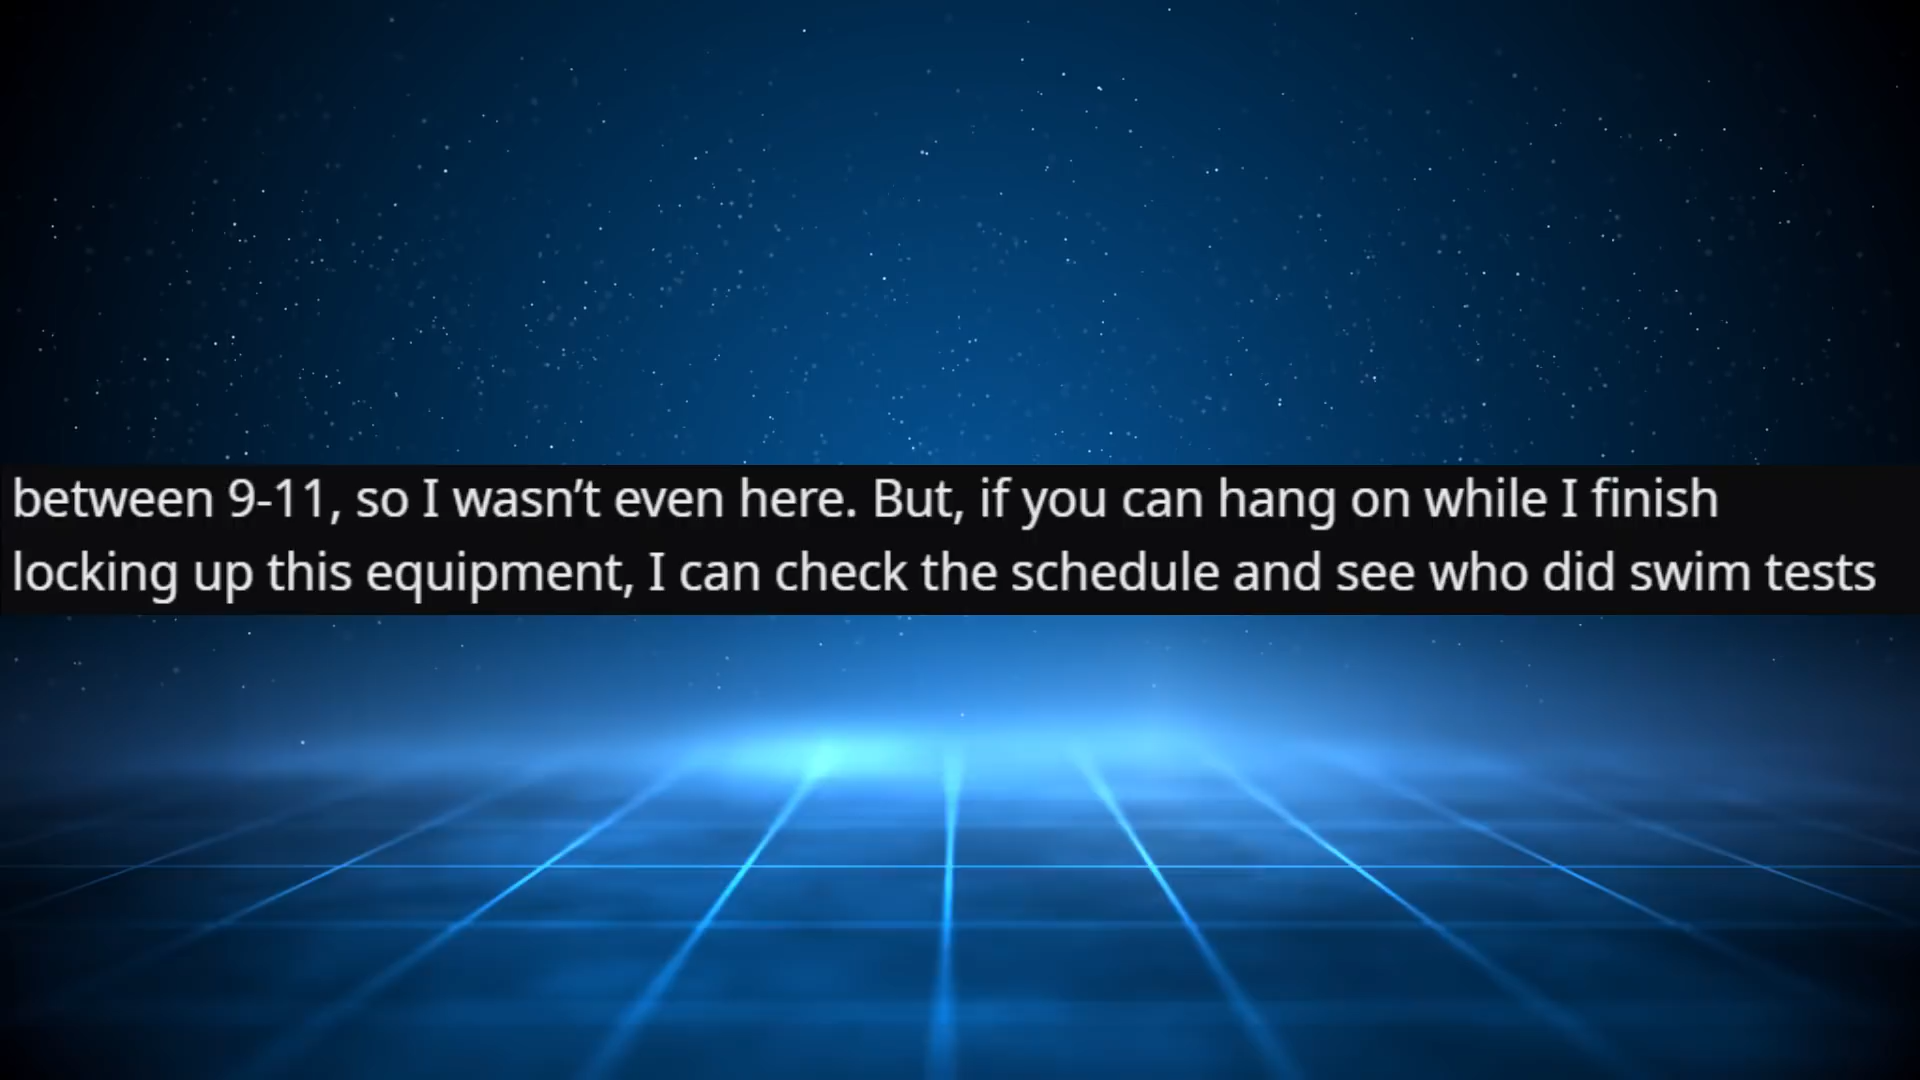 between 9-11, so I wasn’t even here. But, if you can hang on while I finish
locking up this equipment, I can check the schedule and see who did swim tests